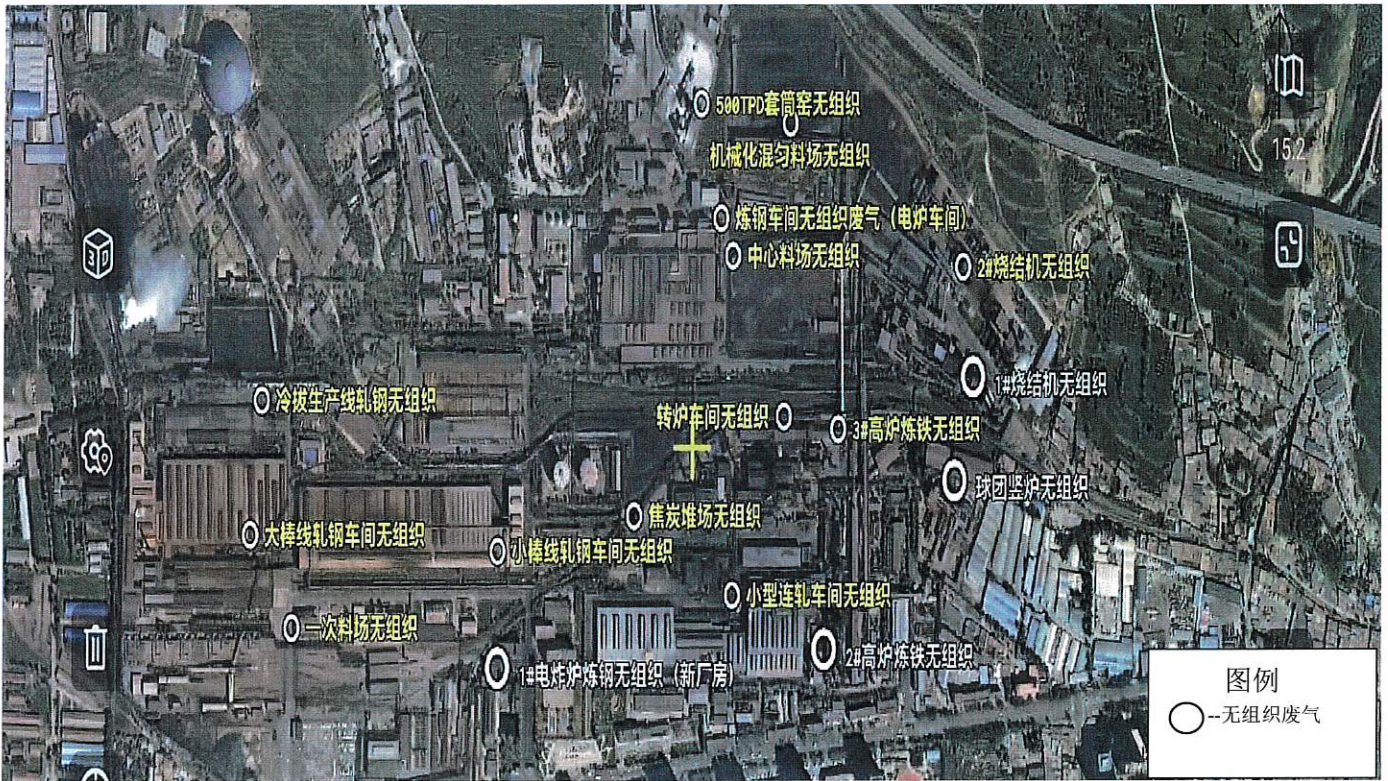 N
500TPD套筒窑无组织
机械化混匀料场无组织
15.2
炼钢车间无组织废气（电炉车间）
3D
中心料场无组织
2#烧结机无组织
1#烧结机无组织
冷拔生产线轧钢无组织
转炉车间无组织
3#高炉炼铁无组织
球团竖炉无组织
焦炭堆场无组织
大棒线轧钢车间无组织
小棒线轧钢车间无组织
小型连轧车间无组织
一次料场无组织
2#高炉炼铁无组织
1#电炸炉炼钢无组织（新厂房）
图例
--无组织废气